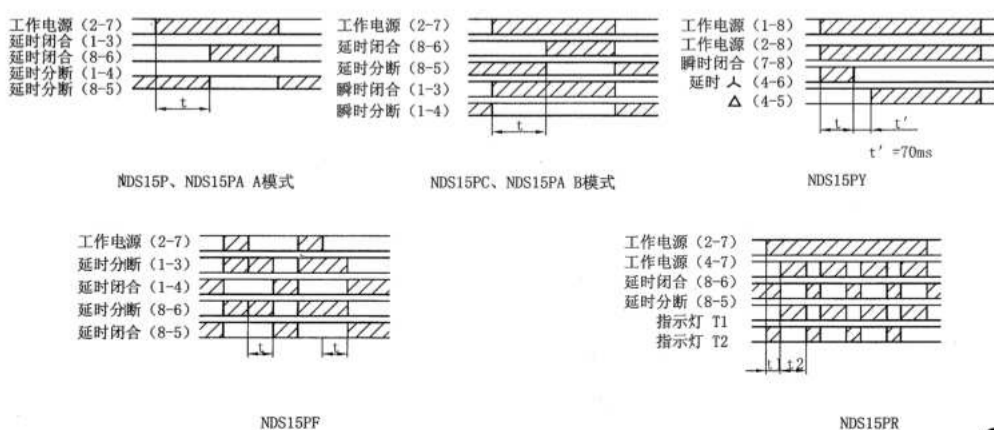 工作电源（2-7）
延时闭合（1-3）
延时闭合（8-6）
延时分断（1-4）
延时分断（8-5）
t
NDS15P、NDS15PA A模式
工作电源（2-7）
延时闭合（8-6）
延时分断（8-5）
瞬时闭合（1-3）
瞬时分断（1-4）
t
NDS15PC、NDS15PA B模式
工作电源（1-8）
工作电源（2-8）
瞬时闭合（7-8）
延时 人（4-6）
△（4-5）
t t′
t′ =70ms
NDS15PY
工作电源（2-7）
延时分断（1-3）
延时闭合（1-4）
延时分断（8-6）
延时闭合（8-5）
t t
NDS15PF
工作电源（2-7）
工作电源（4-7）
延时闭合（8-6）
延时分断（8-5）
指示灯 T1
指示灯 T2
t1 t2
NDS15PR